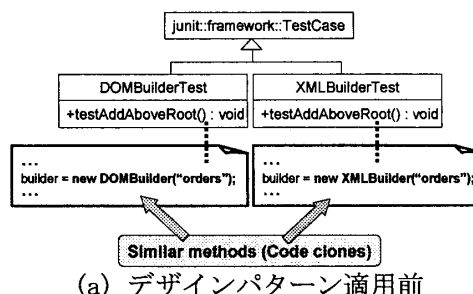 junit::framework::TestCase
DOMBuilderTest
+testAddAboveRoot() : void
XMLBuilderTest
+testAddAboveRoot() : void
...
builder = new DOMBuilder(“orders”);
...
...
builder = new XMLBuilder(“orders”);
...
Similar methods (Code clones)
(a) デザインパターン適用前